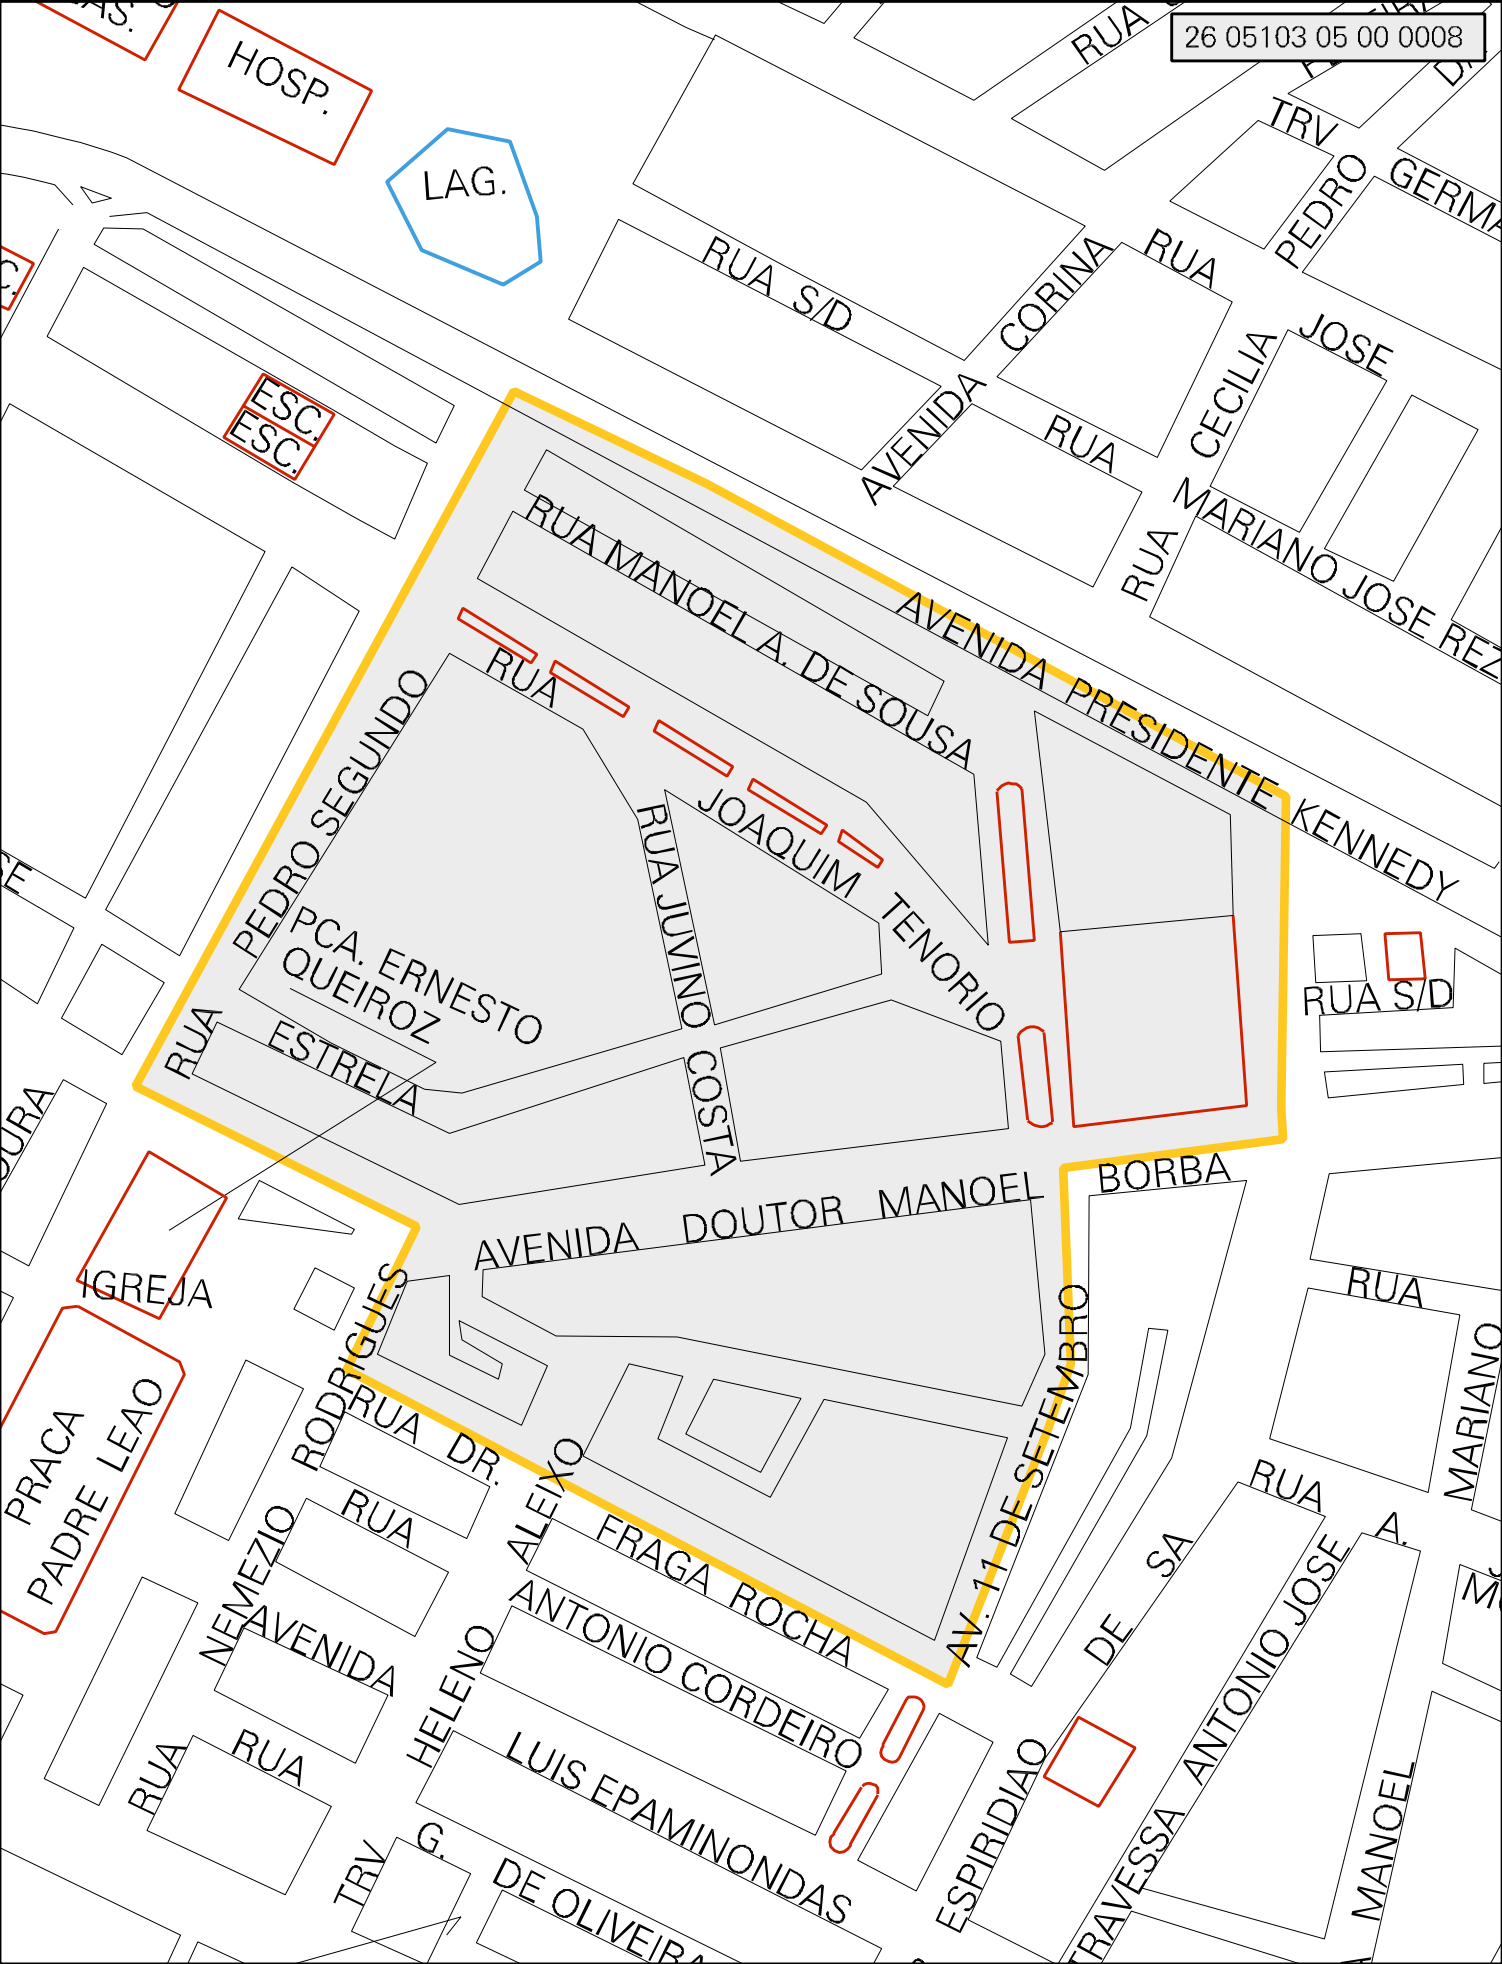 26 05103 05 00 0008
HOSP.
LAG.
RUA
TRV
PEDRO
RUA S/D
AVENIDA CORINA
RUA
JOSE
RUA CECILIA
RUA
MARIANO JOSE REZ
ESC.
ESC.
RUA MANOEL A. DE SOUSA
AVENIDA PRESIDENTE KENNEDY
RUA JOAQUIM TENORIO
RUA PEDRO SEGUNDO
RUA JUVINO COSTA
PCA. ERNESTO
QUEIROZ
ESTRELA
RUA S/D
AVENIDA DOUTOR MANOEL BORBA
IGREJA
RUA
PRACA
PADRE LEAO
NEMEZIO RODRIGUES
RUA DR.
FRAGA ROCHA
AV. 11 DE SETEMBRO
MARIANO
RUA
A.
RUA
HELENO ALEIXO
ANTONIO CORDEIRO
AVENIDA
LUIS EPAMINONDAS
RUA
RUA
ESPIRIDIAO DE SA
TRAVESSA ANTONIO JOSE
MANOEL
TRV
G.
DE OLIVEIRA